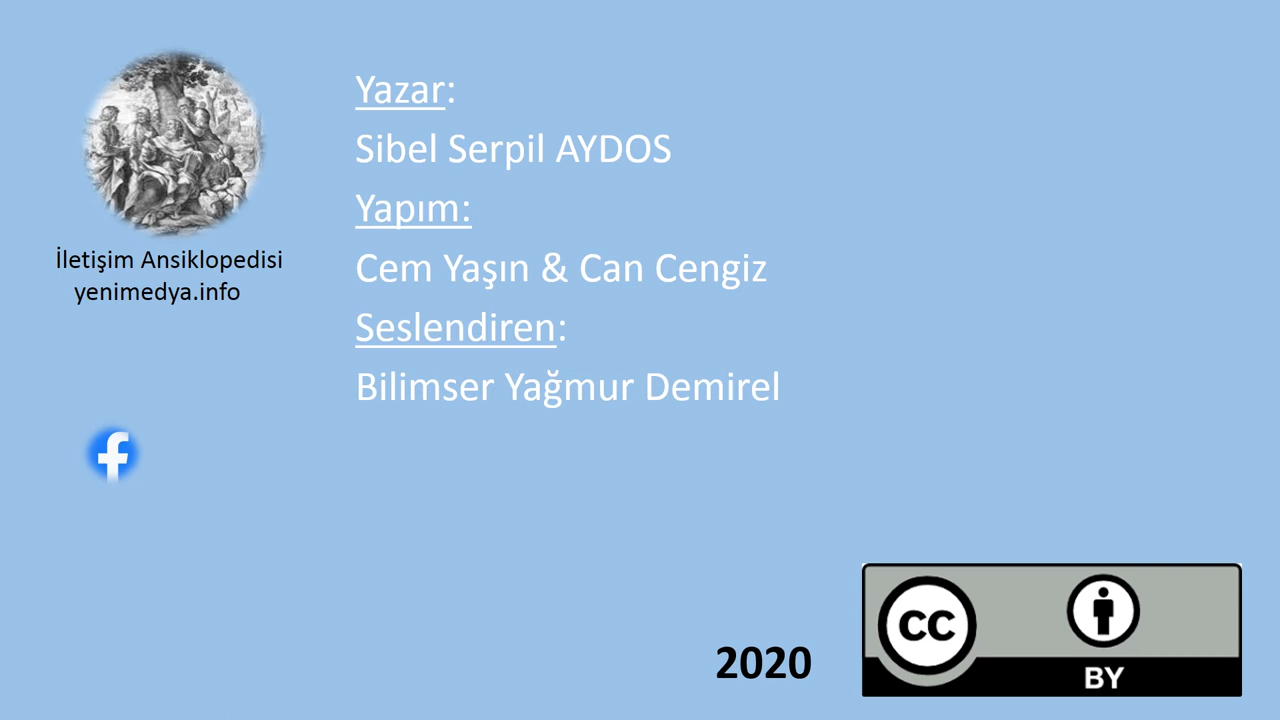 İletişim Ansiklopedisi
yenimedya.info
Yazar:
Sibel Serpil AYDOS
Yapım:
Cem Yaşın & Can Cengiz
Seslendiren:
Bilimser Yağmur Demirel
2020
CC
BY